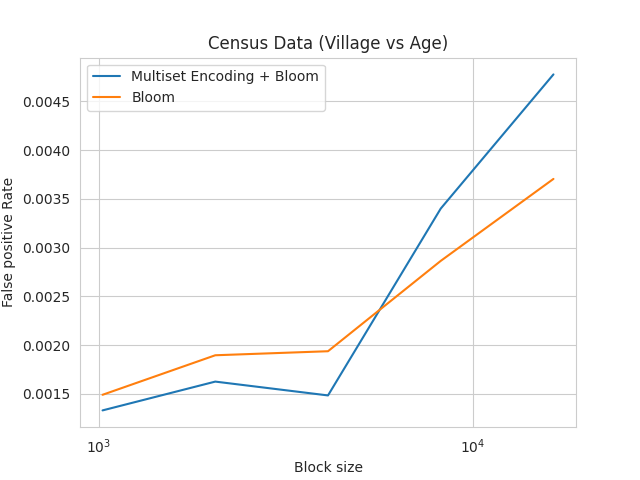 Census Data (Village vs Age)
Multiset Encoding + Bloom
Bloom
0.0045
0.0040
0.0035
0.0030
0.0025
0.0020
0.0015
False positive Rate
10³
10⁴
Block size